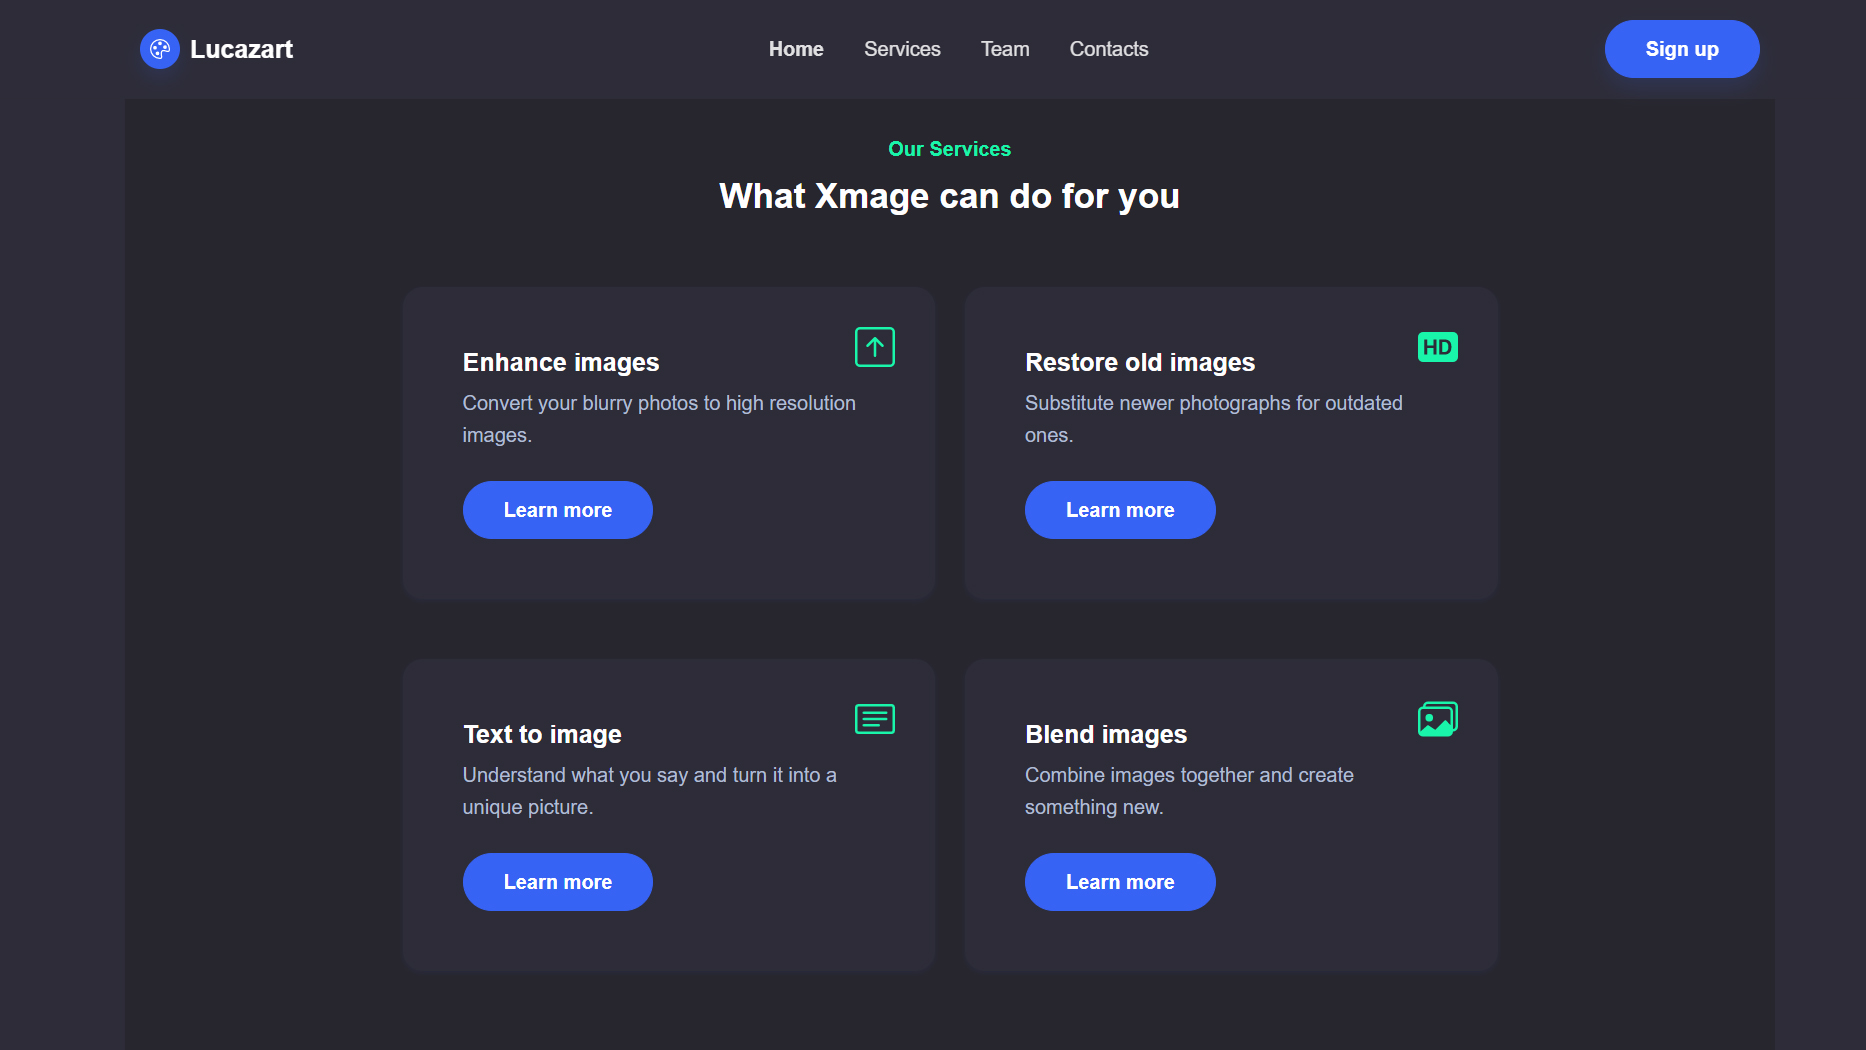 Lucazart
Home
Services
Team
Contacts
Sign up
Our Services
What Xmage can do for you
Enhance images
Convert your blurry photos to high resolution
images.
Learn more
HD
Restore old images
Substitute newer photographs for outdated
ones.
Learn more
Text to image
Understand what you say and turn it into a
unique picture.
Learn more
Blend images
Combine images together and create
something new.
Learn more